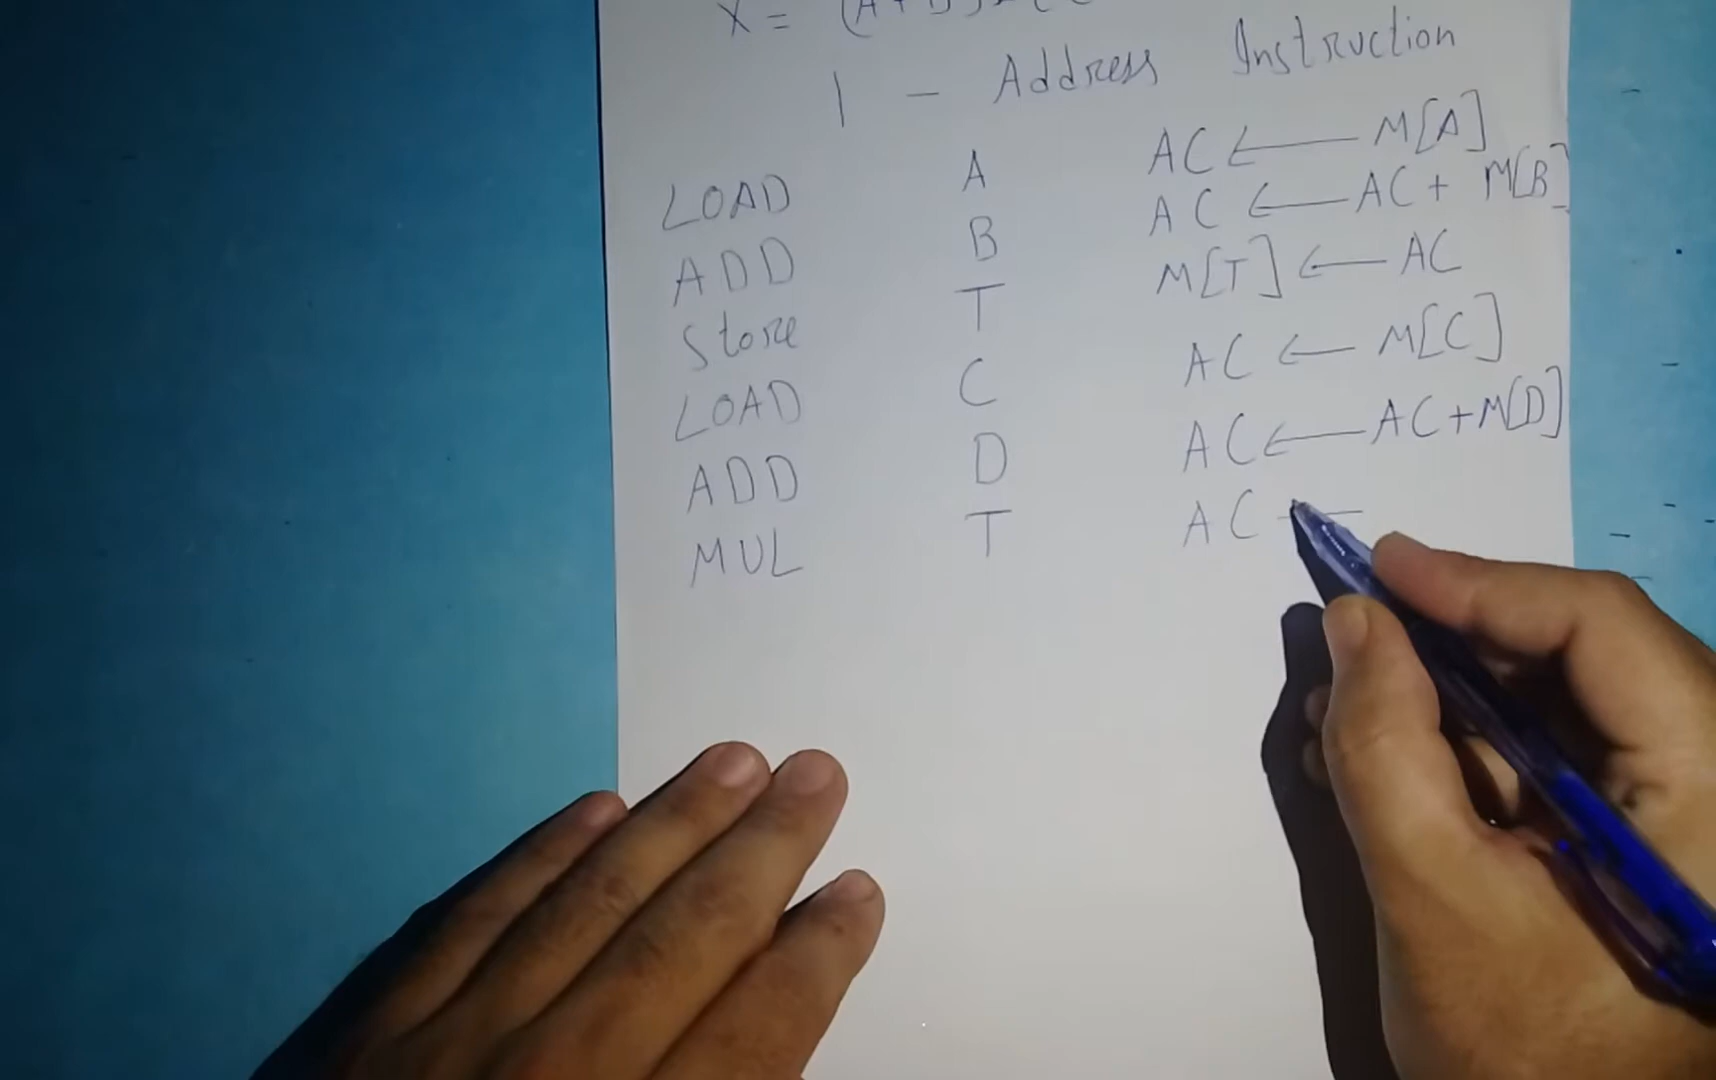 X = (A + B) * (C
1 - Address Instruction
LOAD A AC ← M[A]
ADD B AC ← AC + M[B]
Store T M[T] ← AC
LOAD C AC ← M[C]
ADD D AC ← AC + M[D]
MUL T AC ←